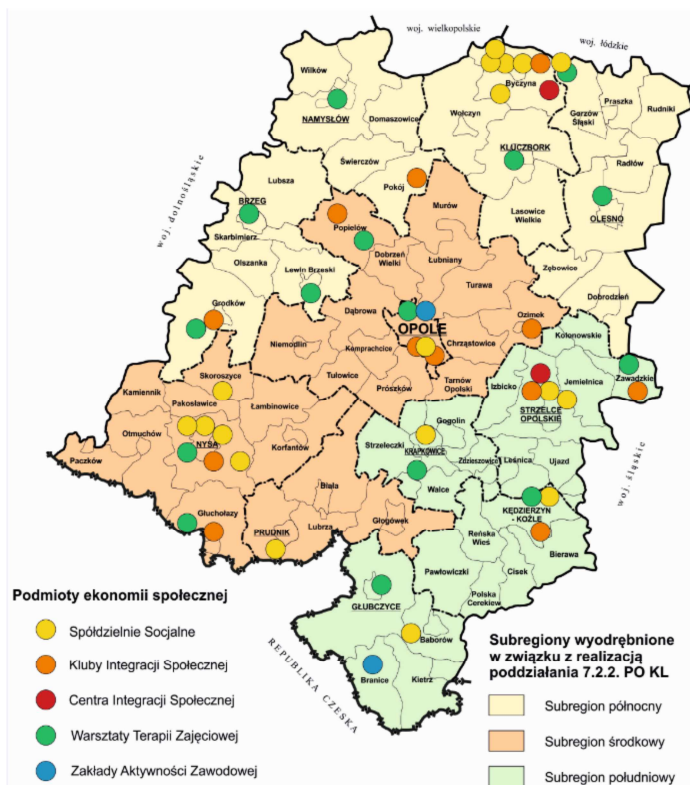 woj. wielkopolskie
woj. łódzkie
Wilków
NAMYSŁÓW
Domaszowice
Byczyna
Wołczyn
KLUCZBORK
Gorzów
Śląski
Praszka
Rudniki
Radłów
OLESNO
Lasowice
Wielkie
Świerczów
Pokój
Lubsza
BRZEG
Skarbimierz
Olszanka
Lewin Brzeski
Grodków
woj. dolnośląskie
Murów
Popielów
Dobrzeń
Wielki
Łubniany
Turawa
Zębowice
Dobrodzień
Dąbrowa
OPOLE
Niemodlin
Komprachcice
Chrząstowice
Ozimek
Tułowice
Prószków
Tarnów
Opolski
Kolonowskie
Izbicko
Jemielnica
Zawadzkie
STRZELCE
OPOLSKIE
Skoroszyce
Kamiennik
Pakosławice
Łambinowice
Otmuchów
NYSA
Korfantów
Paczków
Głuchołazy
PRUDNIK
Biała
Lubrza
Głogówek
Strzeleczki
Gogolin
KRAPKOWICE
Zdzieszowice
Walce
Leśnica
Ujazd
woj. śląskie
KĘDZIERZYN
- KOŹLE
Reńska
Wieś
Bierawa
Pawłowiczki
Cisek
Polska
Cerekiew
GŁUBCZYCE
Baborów
Branice
Kietrz
REPUBLIKA CZESKA
Podmioty ekonomii społecznej
Spółdzielnie Socjalne
Kluby Integracji Społecznej
Centra Integracji Społecznej
Warsztaty Terapii Zajęciowej
Zakłady Aktywności Zawodowej
Subregiony wyodrębnione
w związku z realizacją
poddziałania 7.2.2. PO KL
Subregion północny
Subregion środkowy
Subregion południowy